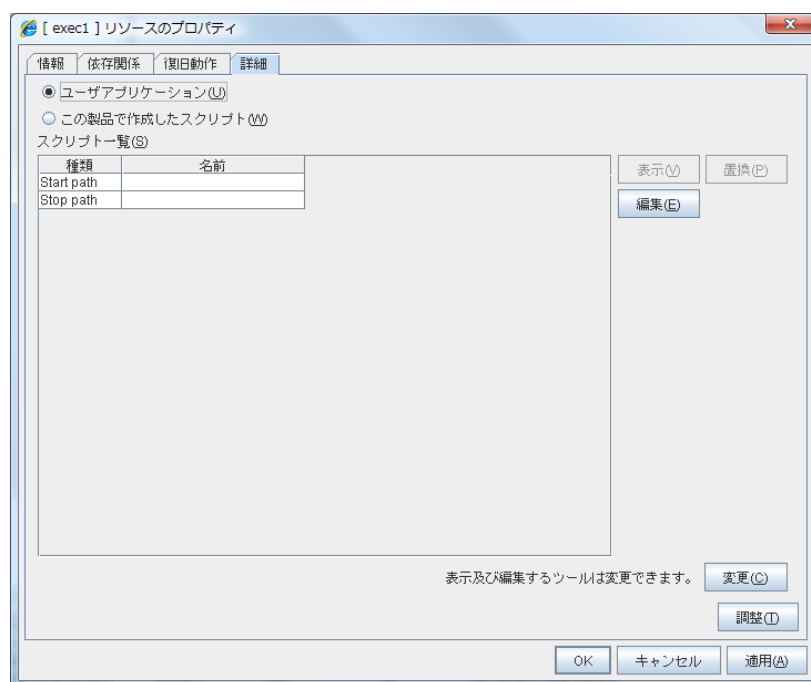 [ exec1 ] リソースのプロパティ
情報 依存関係 復旧動作 詳細
ユーザアプリケーション(U)
この製品で作成したスクリプト(W)
スクリプト一覧(S)
種類 名前
Start path
Stop path
表示(V) 置換(P)
編集(E)
表示及び編集するツールは変更できます。 変更(C)
調整(T)
OK キャンセル 適用(A)